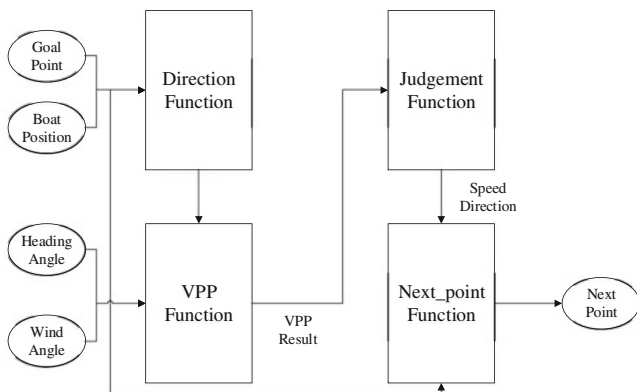 Goal
Point
Boat
Position
Direction
Function
Judgement
Function
Speed
Direction
Heading
Angle
Wind
Angle
VPP
Function
VPP
Result
Next_point
Function
Next
Point